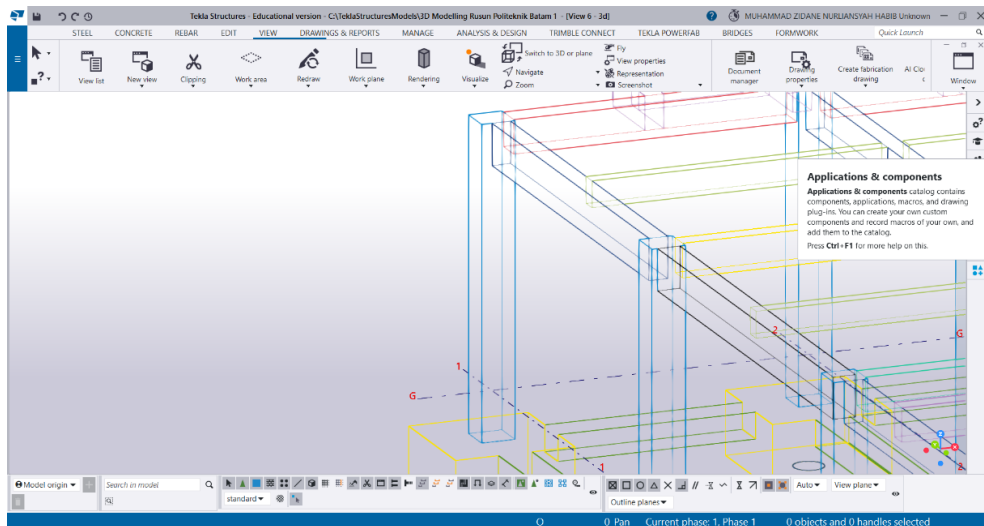 Tekla Structures - Educational version - C:\TeklaStructuresModels\3D Modelling Rusun Politeknik Batam 1 - [View 6 - 3d]
MUHAMMAD ZIDANE NURLIANSYAH HABIB Unknown
STEEL CONCRETE REBAR EDIT VIEW DRAWINGS & REPORTS MANAGE ANALYSIS & DESIGN TRIMBLE CONNECT TEKLA POWERFAB BRIDGES FORMWORK Quick Launch
View list
New view
Clipping
Work area
Redraw
Work plane
Rendering
Visualize
Switch to 3D or plane
Navigate
Zoom
Fly
View properties
Representation
Screenshot
Document
manager
Drawing
properties
Create fabrication
drawing
AI Clo
Window
Applications & components
Applications & components catalog contains
components, applications, macros, and drawing
plug-ins. You can create your own custom
components and record macros of your own, and
add them to the catalog.
Press Ctrl+F1 for more help on this.
2
G
1
G
1
2
Model origin
Search in model
standard
Auto
View plane
Outline planes
O 0 Pan Current phase: 1, Phase 1 0 objects and 0 handles selected